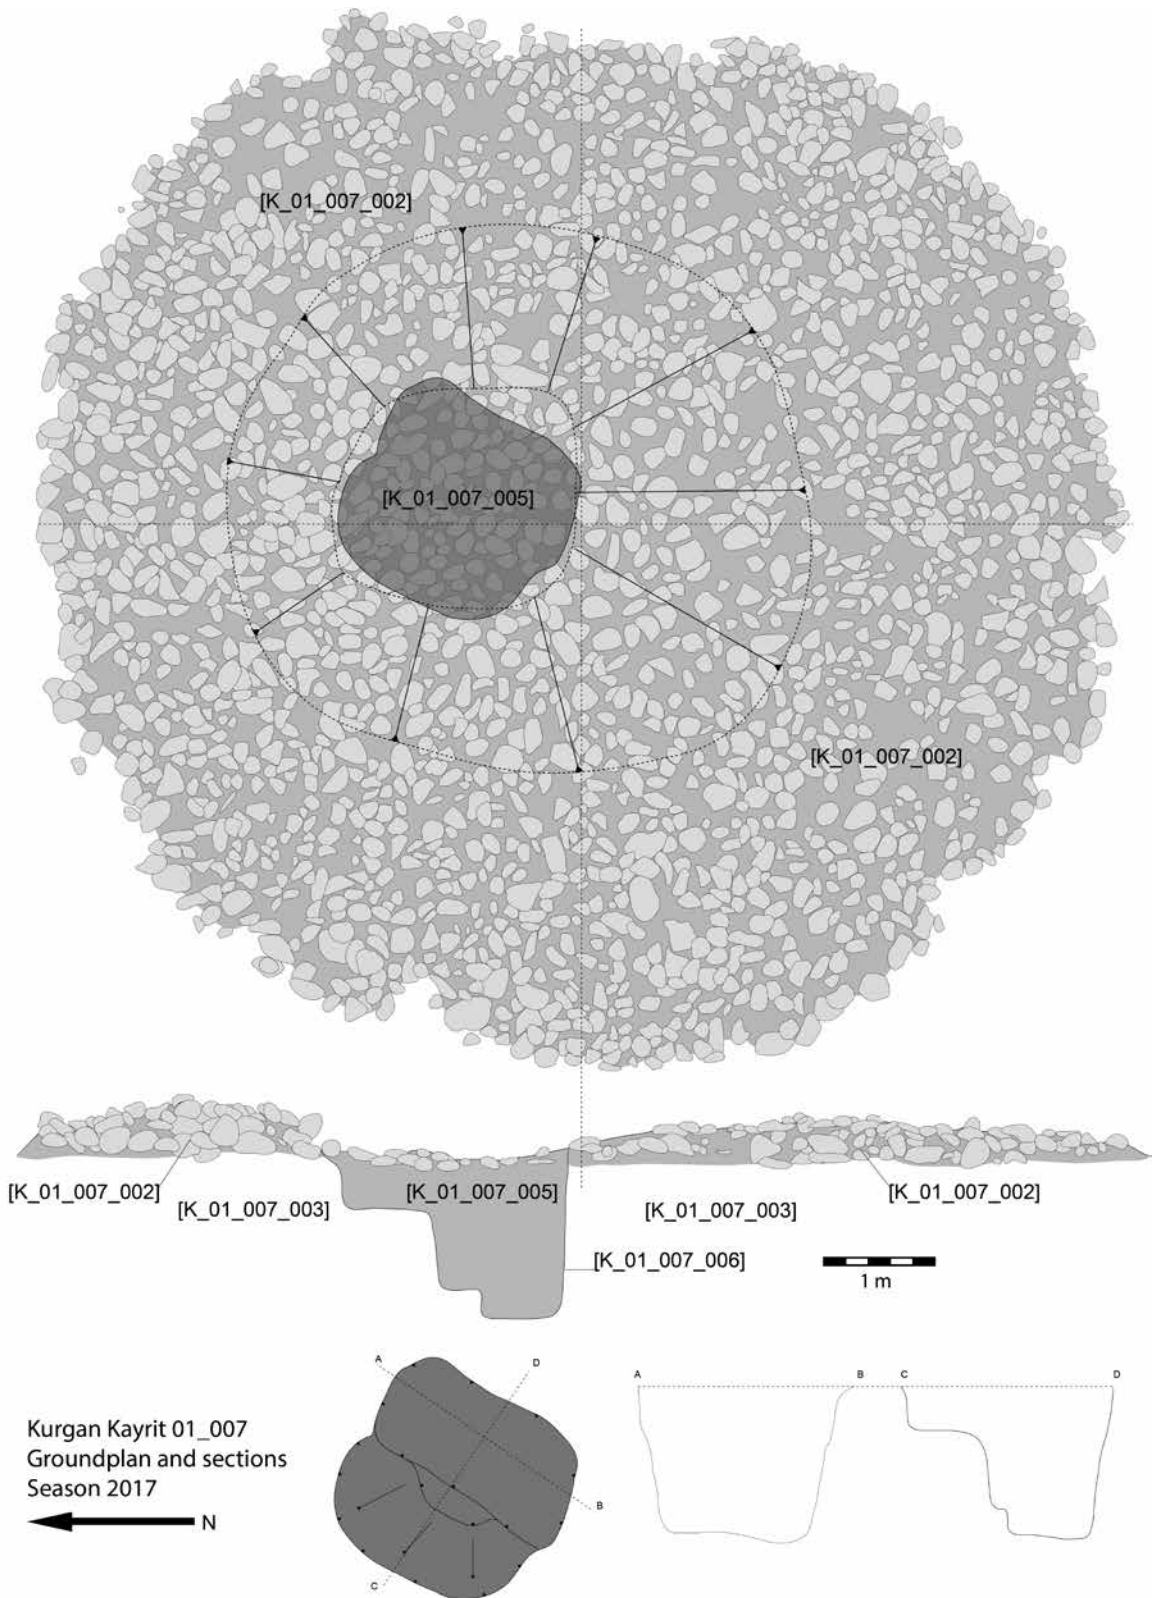 [K_01_007_002]
[K_01_007_005]
[K_01_007_002]
[K_01_007_002]
[K_01_007_003]
[K_01_007_005]
[K_01_007_003]
[K_01_007_002]
[K_01_007_006]
1 m
A
D
B
C
A
B
C
D
Kurgan Kayrit 01_007
Groundplan and sections
Season 2017
N